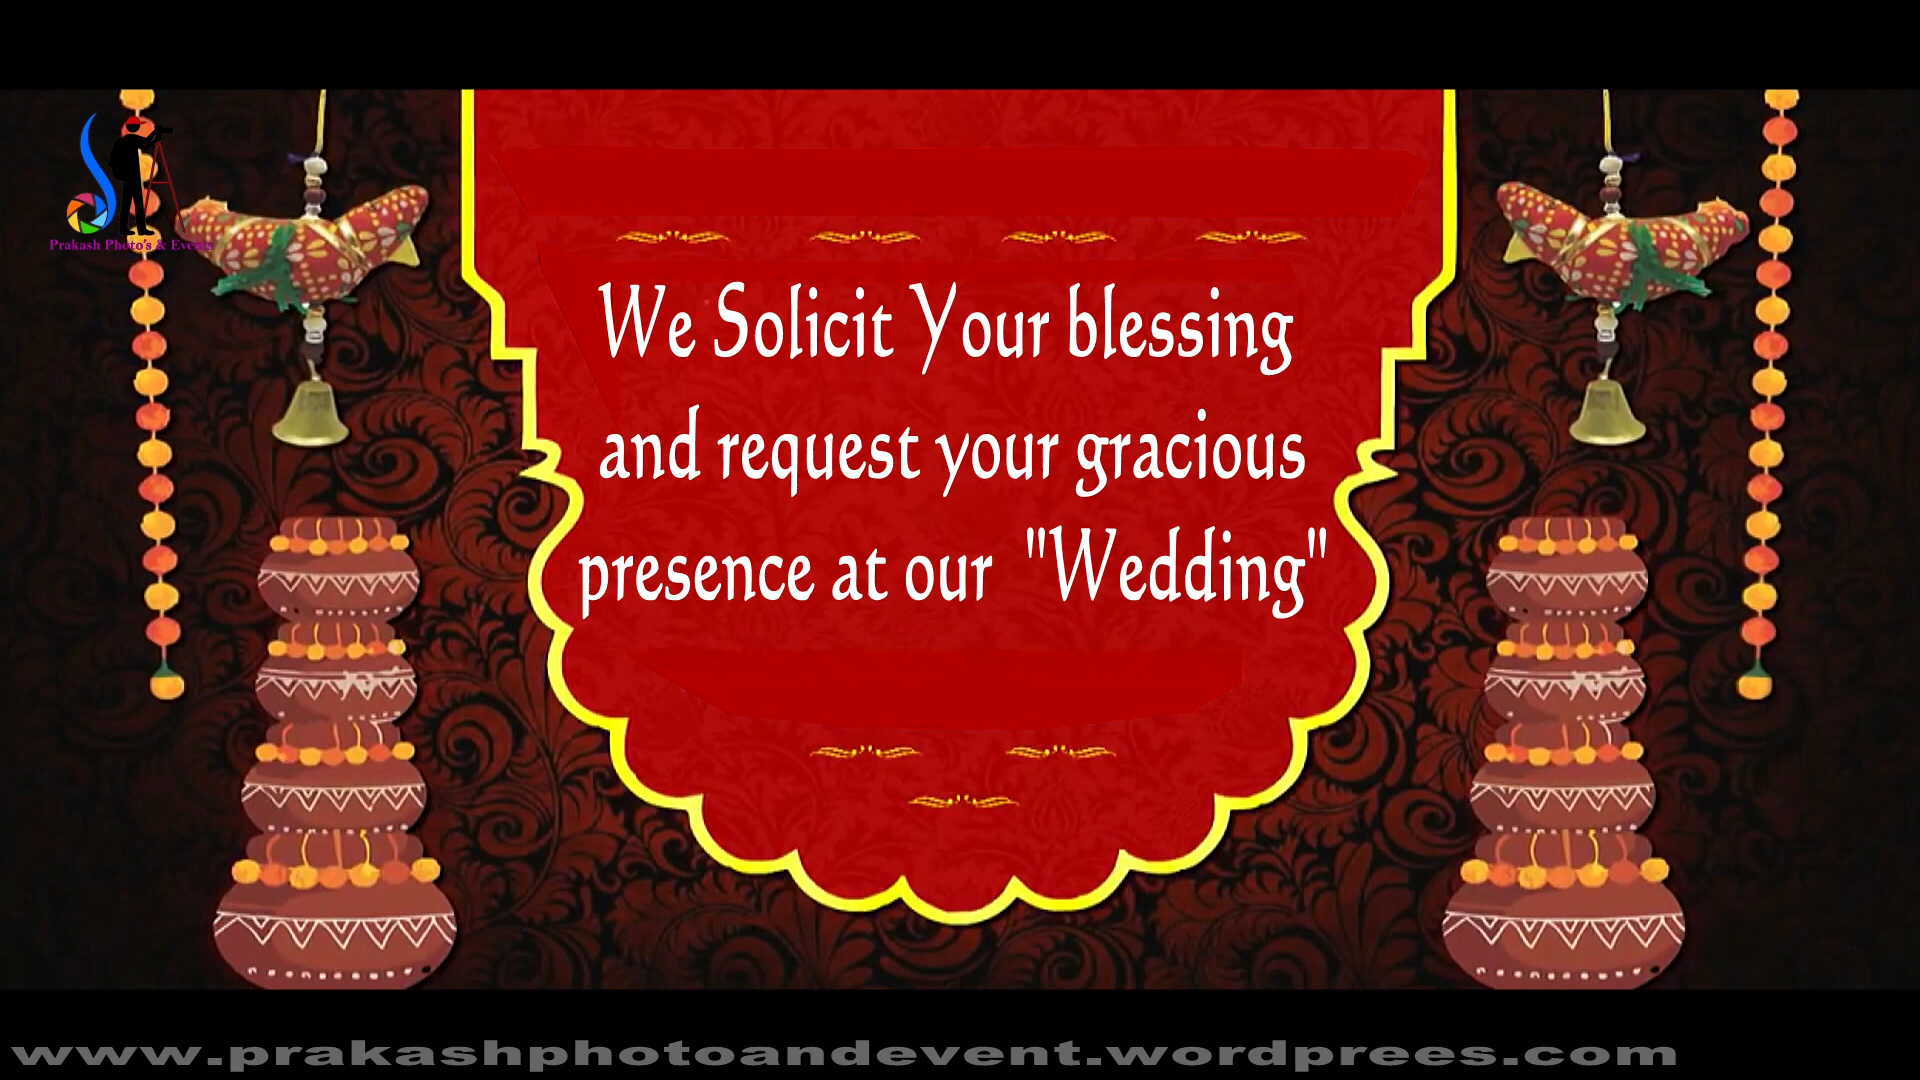 Prakash Photo's & Events
We Solicit Your blessing
and request your gracious
presence at our "Wedding"
www.prakashphotoandevent.wordprees.com